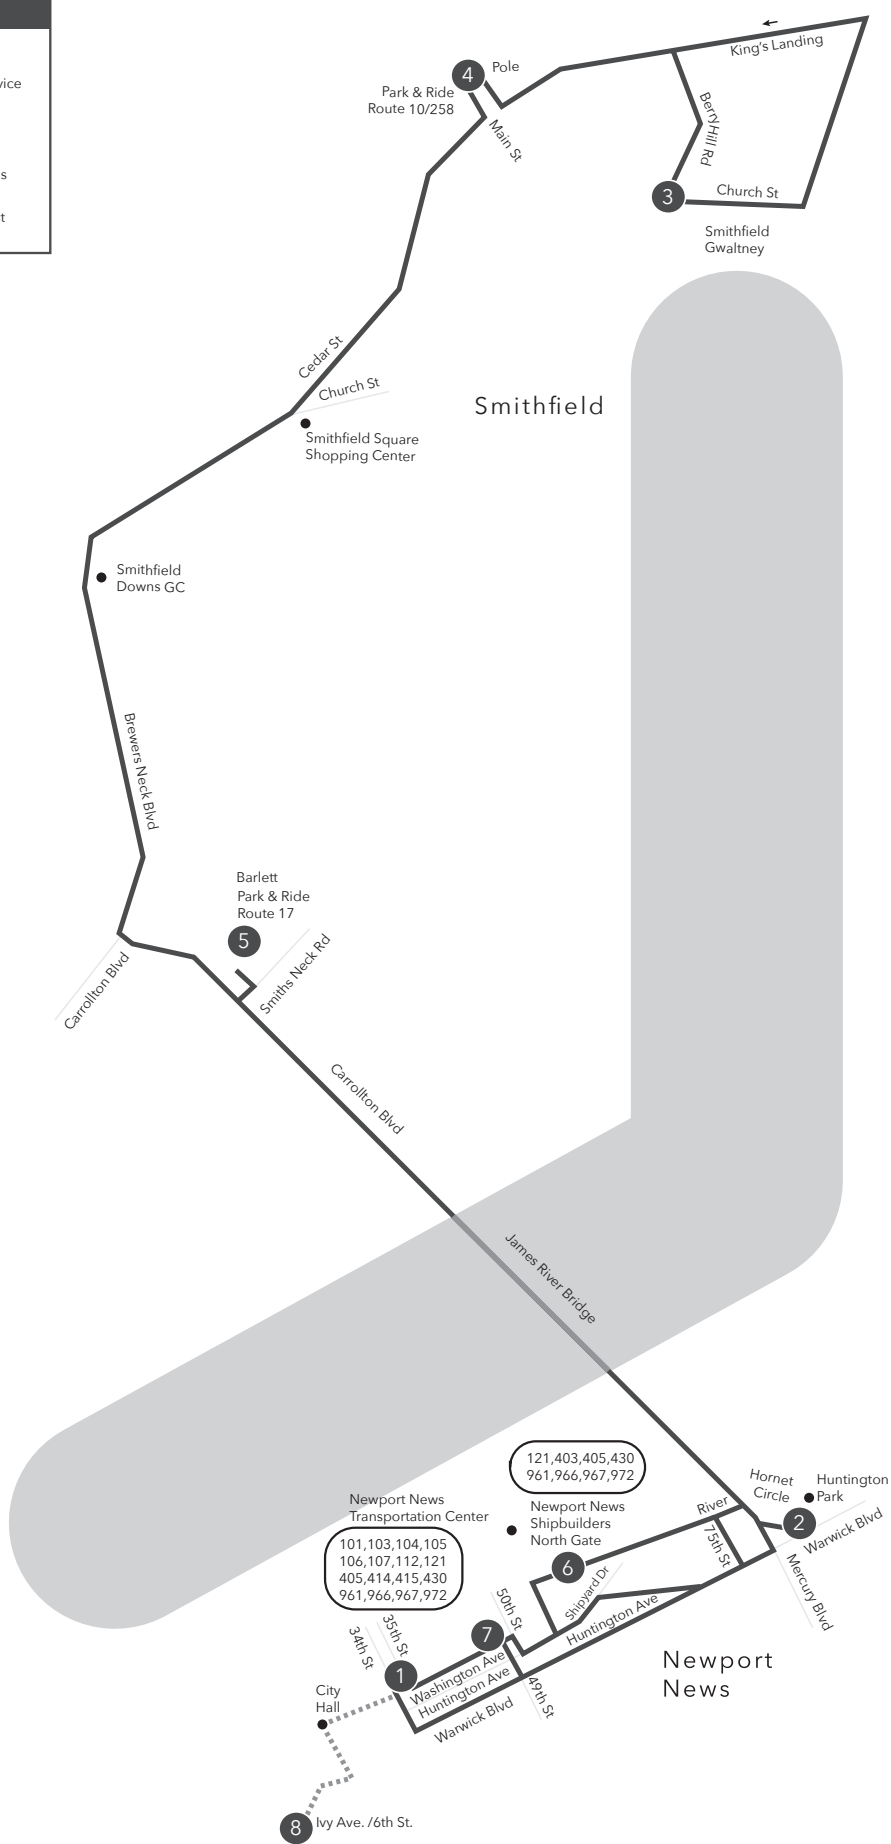 King's Landing
4
Pole
Park & Ride
Route 10/258
Main St
Berry Hill Rd
3
Church St
Smithfield
Gwaltney
Cedar St
Church St
Smithfield
Smithfield Square
Shopping Center
Smithfield
Downs GC
Brewers Neck Blvd
Barlett
Park & Ride
Route 17
5
Smiths Neck Rd
Carrollton Blvd
Carrollton Blvd
James River Bridge
121,403,405,430
961,966,967,972
Newport News
Transportation Center
101,103,104,105
106,107,112,121
405,414,415,430
961,966,967,972
Newport News
Shipbuilders
North Gate
6
River
Hornet
Circle
Huntington
Park
2
Warwick Blvd
75th St
Mercury Blvd
Shipyard Dr
50th St
Huntington Ave
35th St
34th St
7
1
Washington Ave
Huntington Ave
49th St
Warwick Blvd
Newport
News
City
Hall
8
Ivy Ave. /6th St.